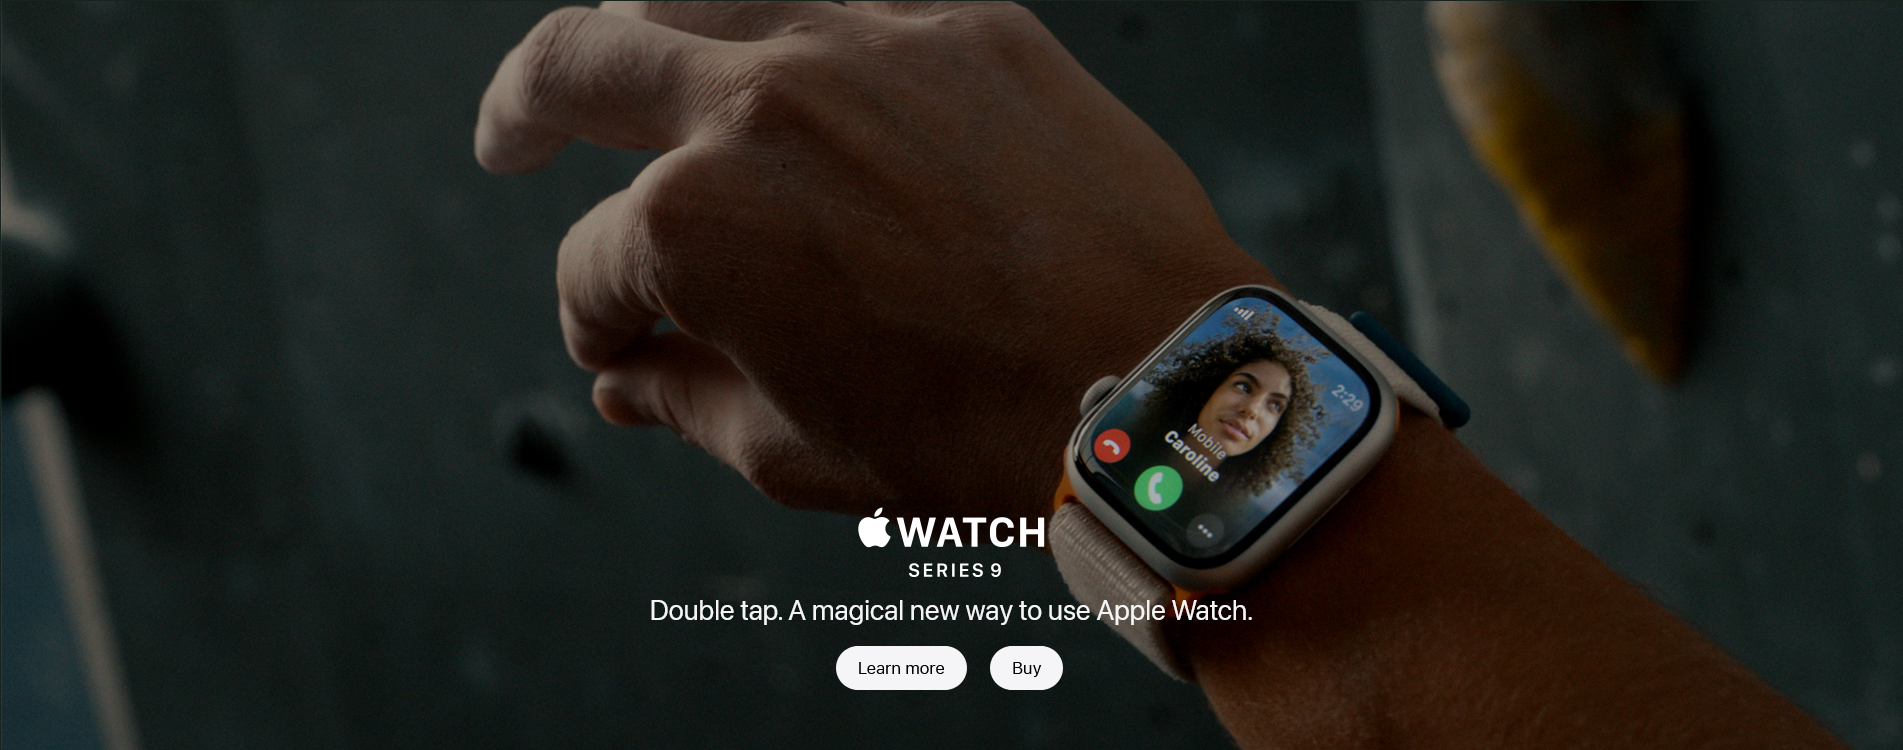 2:29
Mobile
Caroline
WATCH
SERIES 9
Double tap. A magical new way to use Apple Watch.
Learn more
Buy